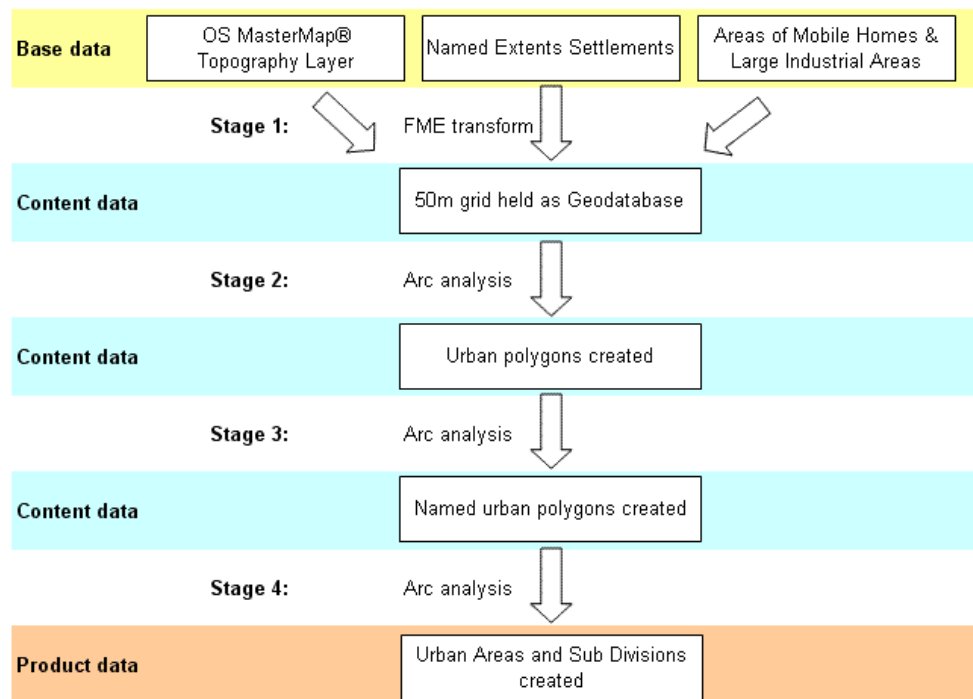 Base data
OS MasterMap®
Topography Layer
Named Extents Settlements
Areas of Mobile Homes &
Large Industrial Areas
Stage 1:
FME transform
Content data
50m grid held as Geodatabase
Stage 2:
Arc analysis
Content data
Urban polygons created
Stage 3:
Arc analysis
Content data
Named urban polygons created
Stage 4:
Arc analysis
Product data
Urban Areas and Sub Divisions
created